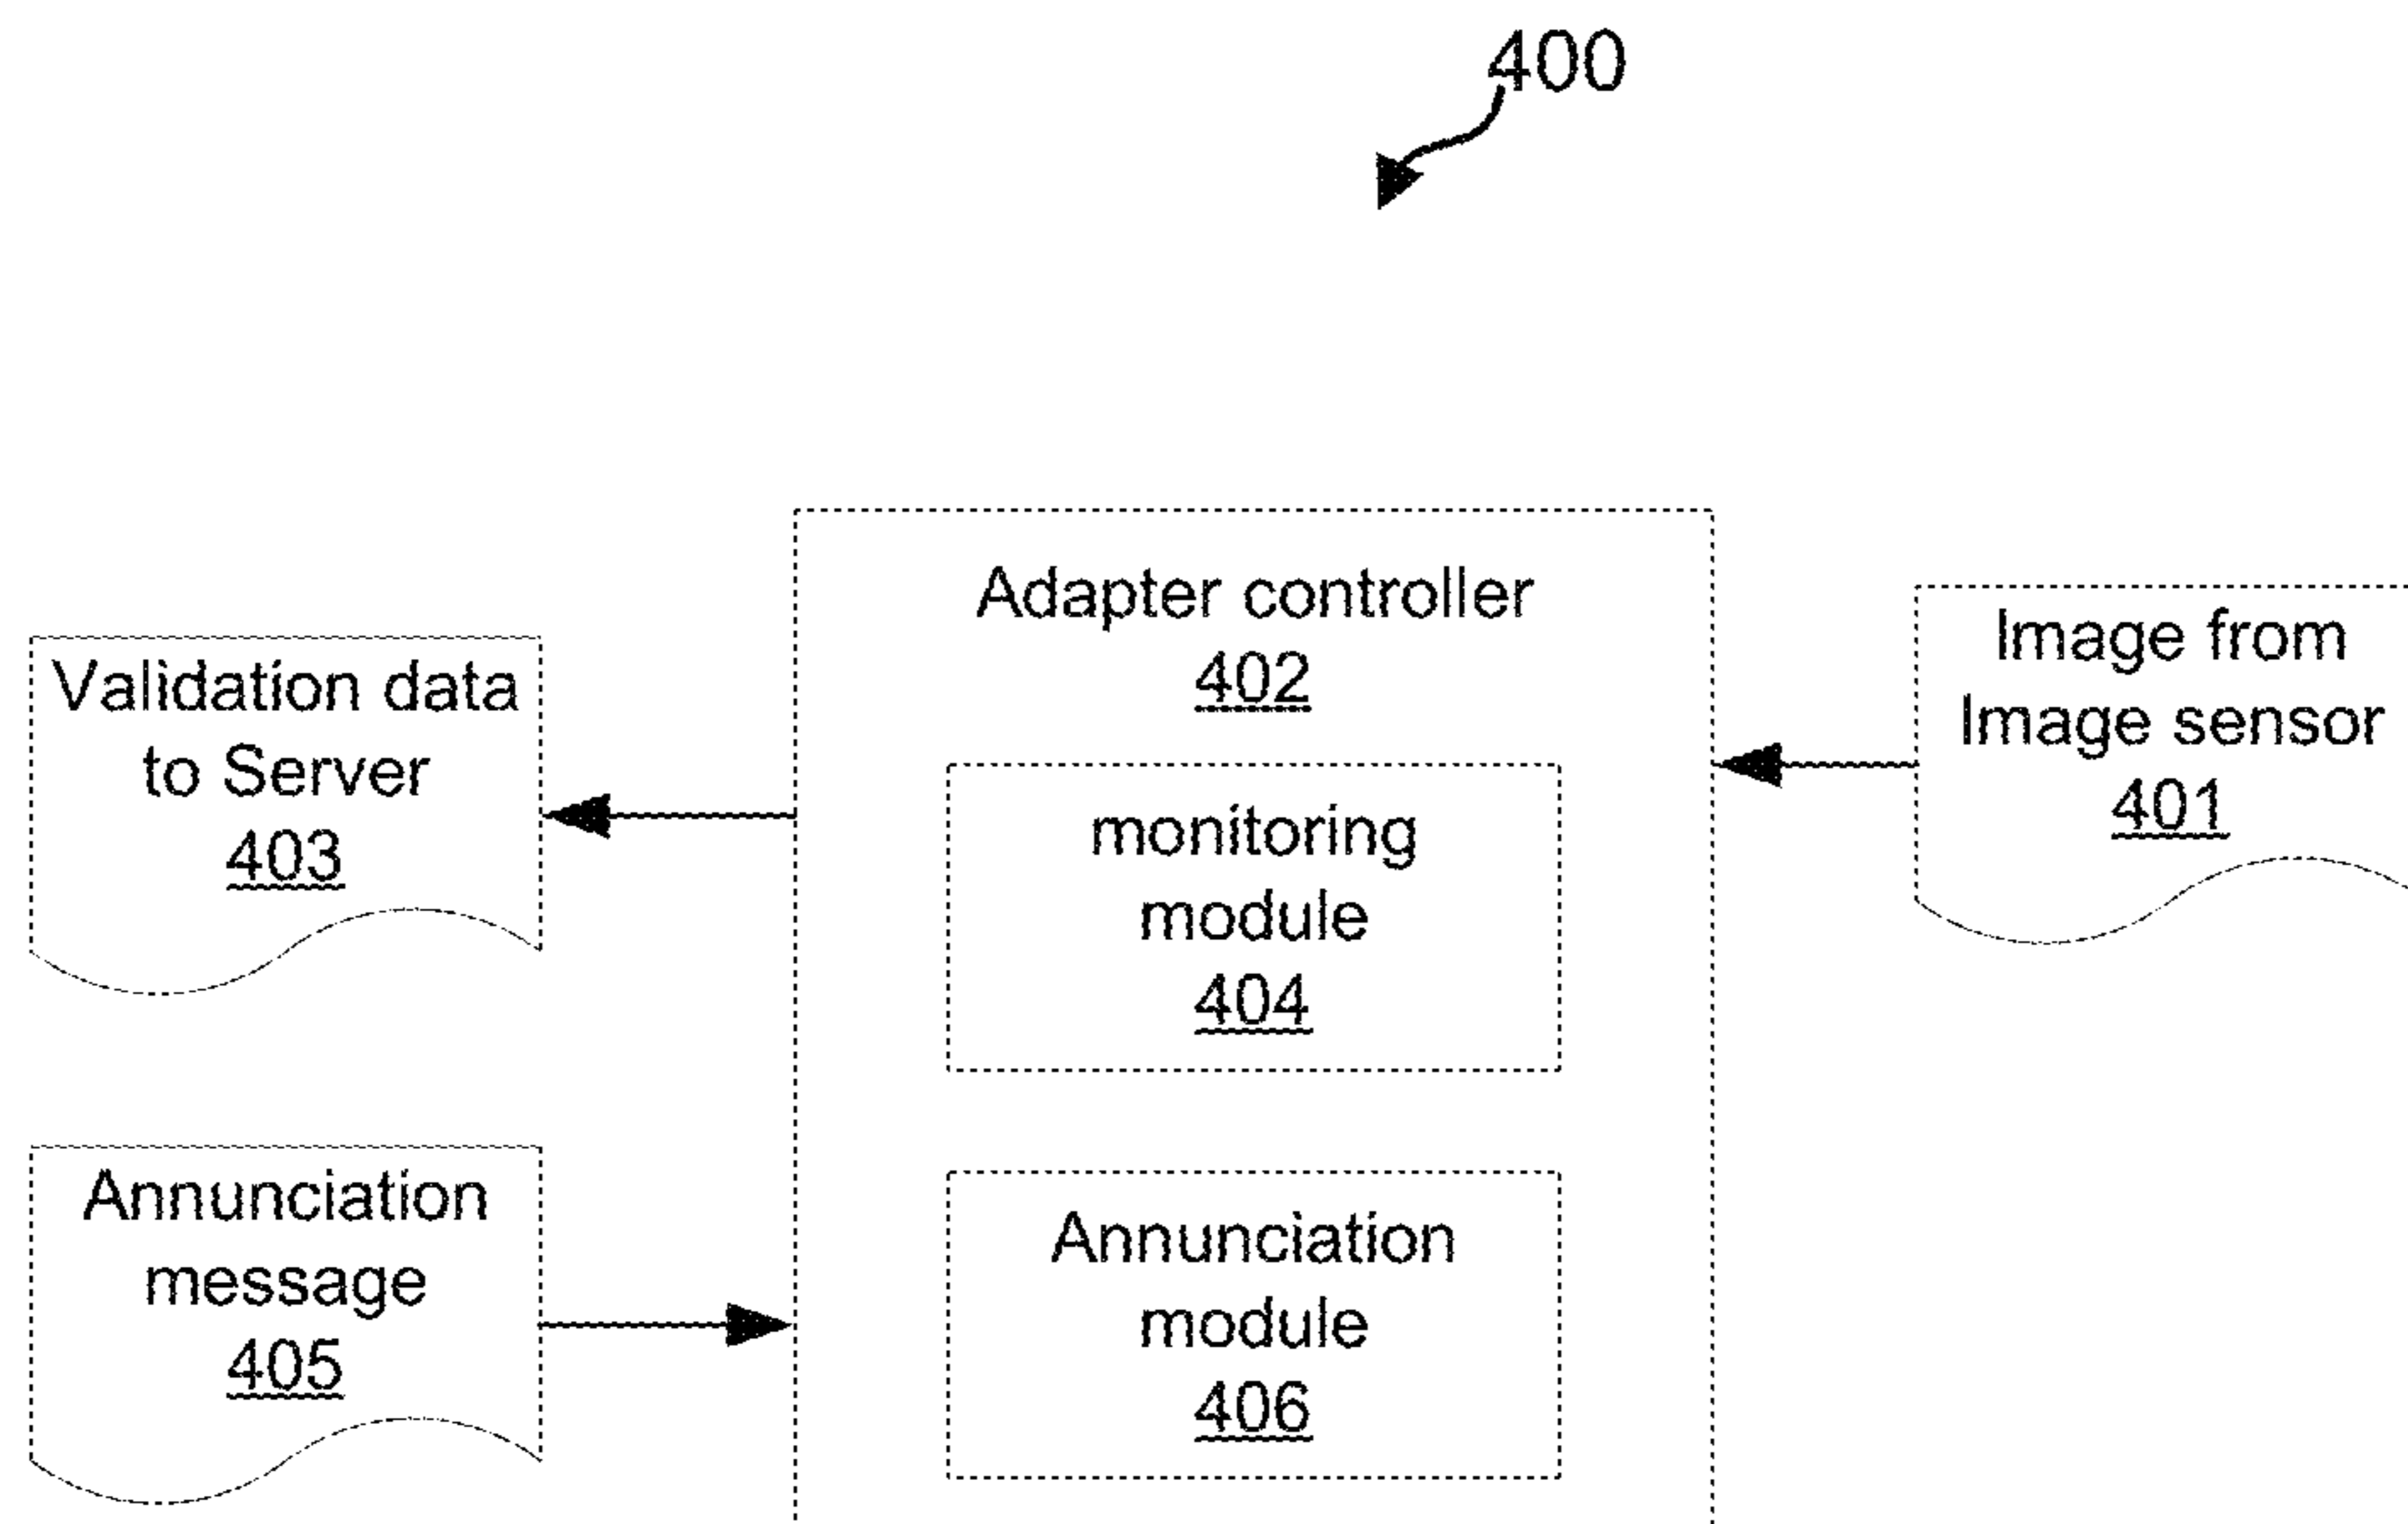 400
Adapter controller
402
Validation data
to Server
403
Image from
Image sensor
401
monitoring
module
404
Annunciation
message
405
Annunciation
module
406